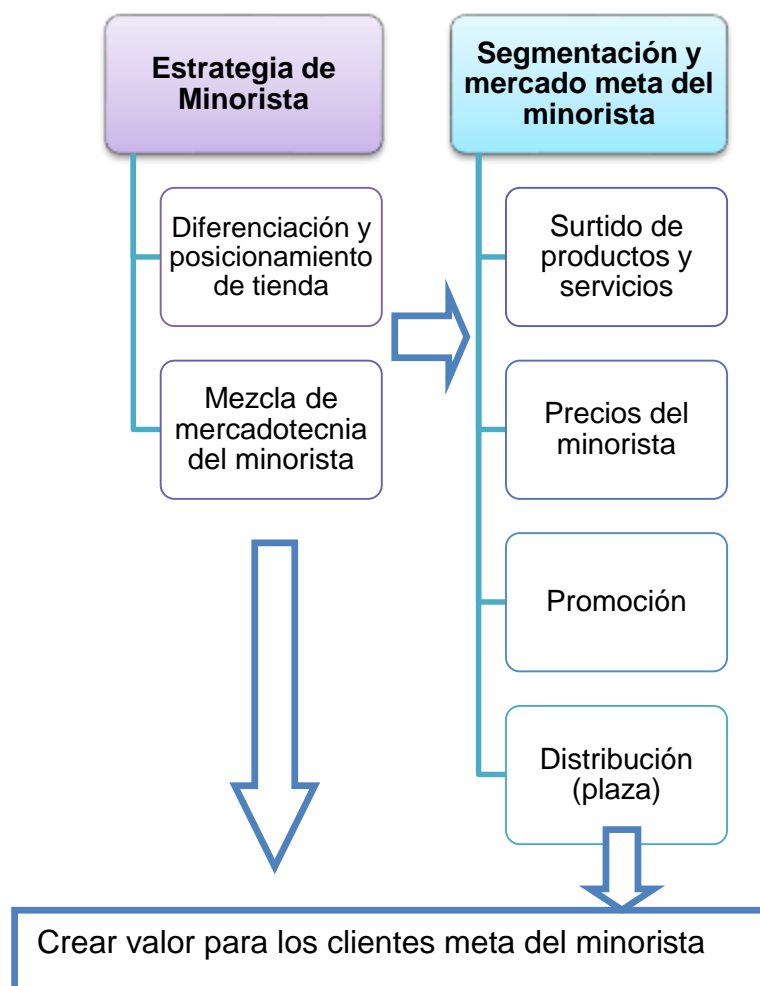 Estrategia de
Minorista
Diferenciación y
posicionamiento
de tienda
Mezcla de
mercadotecnia
del minorista
Segmentación y
mercado meta del
minorista
Surtido de
productos y
servicios
Precios del
minorista
Promoción
Distribución
(plaza)
Crear valor para los clientes meta del minorista